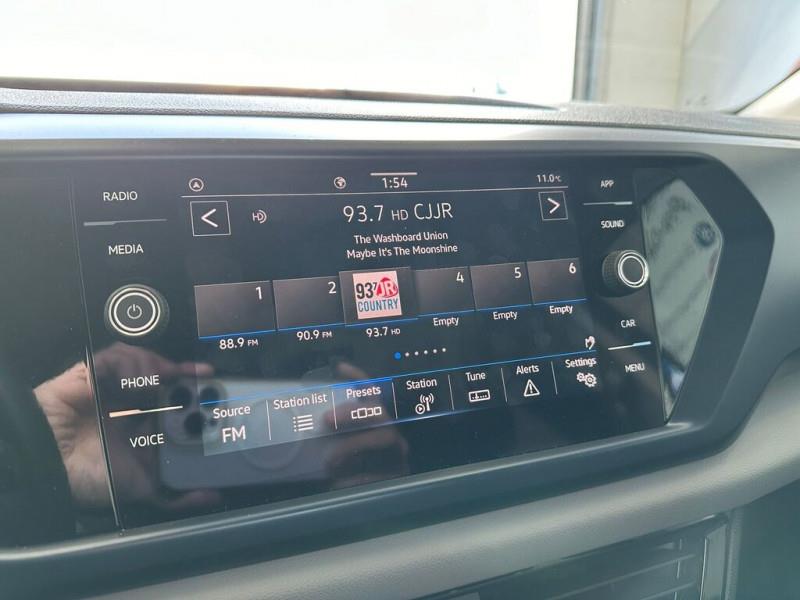 RADIO
MEDIA
PHONE
VOICE
1:54
11.0°C
93.7 HD CJJR
The Washboard Union
Maybe It's The Moonshine
1
2
4
5
6
93.7 JR
COUNTRY
88.9 FM
90.9 FM
93.7 HD
Empty
Empty
Empty
Source
FM
Station list
Presets
Station
Tune
Alerts
Settings
APP
SOUND
CAR
MENU